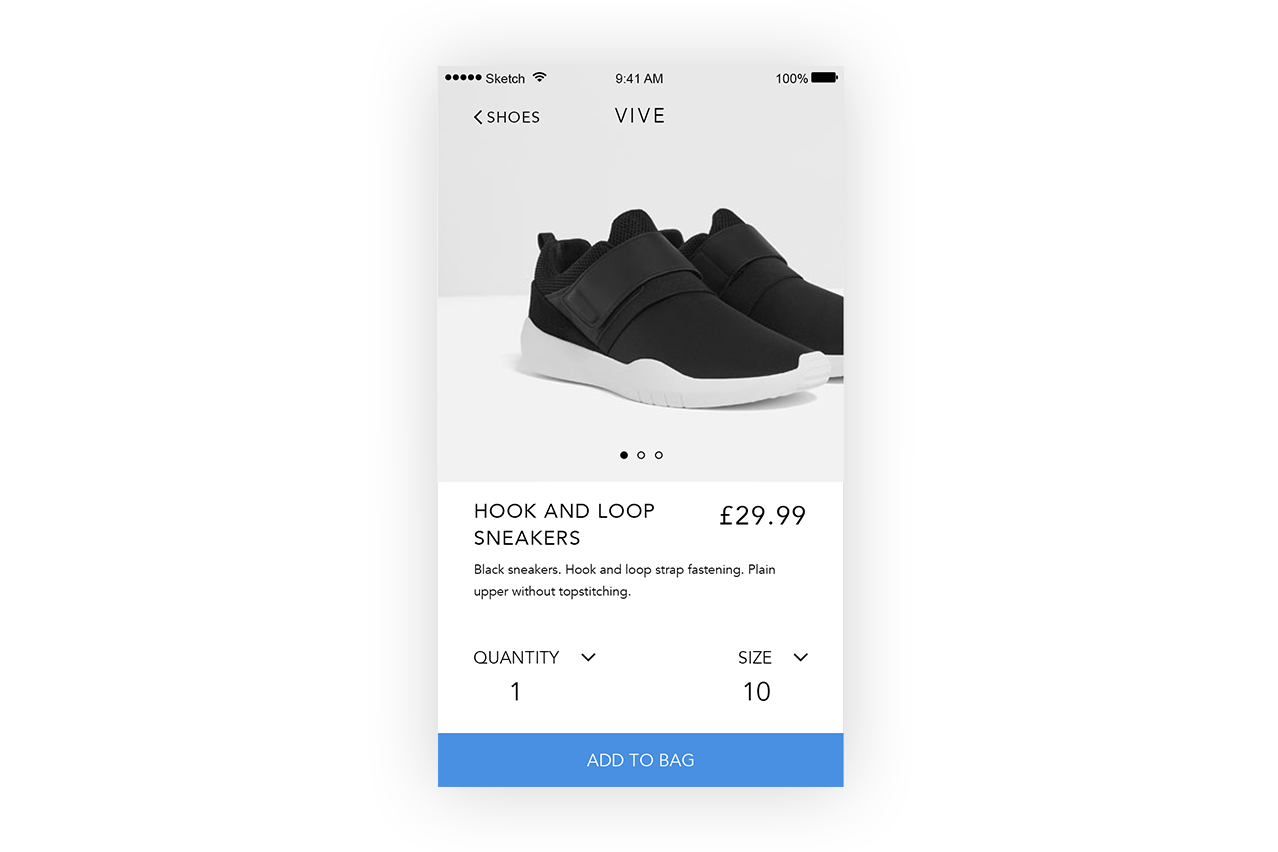 Sketch 9:41 AM 100%
SHOES VIVE
HOOK AND LOOP £29.99
SNEAKERS
Black sneakers. Hook and loop strap fastening. Plain
upper without topstitching.
QUANTITY SIZE
1 10
ADD TO BAG